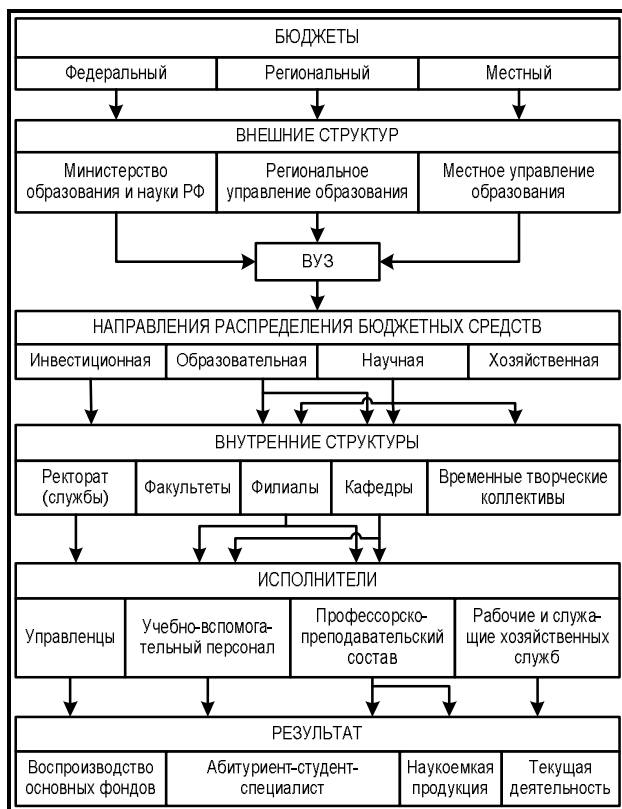 БЮДЖЕТЫ
Федеральный
Региональный
Местный
ВНЕШНИЕ СТРУКТУР
Министерство
образования и науки РФ
Региональное
управление образования
Местное управление
образования
ВУЗ
НАПРАВЛЕНИЯ РАСПРЕДЕЛЕНИЯ БЮДЖЕТНЫХ СРЕДСТВ
Инвестиционная
Образовательная
Научная
Хозяйственная
ВНУТРЕННИЕ СТРУКТУРЫ
Ректорат
(службы)
Факультеты
Филиалы
Кафедры
Временные творческие
коллективы
ИСПОЛНИТЕЛИ
Управленцы
Учебно-вспомога-
тельный персонал
Профессорско-
преподавательский
состав
Рабочие и служа-
щие хозяйственных
служб
РЕЗУЛЬТАТ
Воспроизводство
основных фондов
Абитуриент-студент-
специалист
Наукоемкая
продукция
Текущая
деятельность